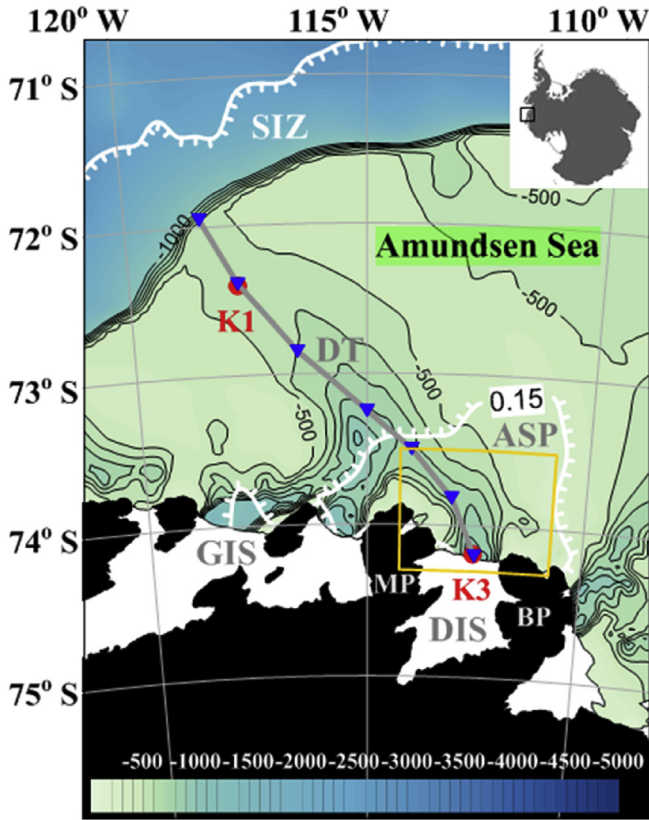 120° W 115° W 110° W
71° S
SIZ
-500
72° S
-1000
Amundsen Sea
-500
K1
DT
73° S
-500
-500
0.15
ASP
74° S
GIS
MP
K3
DIS
BP
75° S
-500 -1000 -1500 -2000 -2500 -3000 -3500 -4000 -4500 -5000